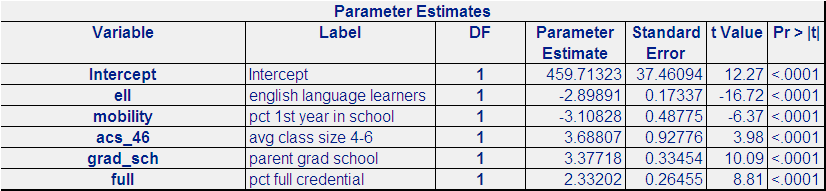 Parameter Estimates
Variable Label DF Parameter Estimate Standard Error t Value Pr > |t|
Intercept Intercept 1 459.71323 37.46094 12.27 <.0001
ell english language learners 1 -2.89891 0.17337 -16.72 <.0001
mobility pct 1st year in school 1 -3.10828 0.48775 -6.37 <.0001
acs_46 avg class size 4-6 1 3.68807 0.92776 3.98 <.0001
grad_sch parent grad school 1 3.37718 0.33454 10.09 <.0001
full pct full credential 1 2.33202 0.26455 8.81 <.0001